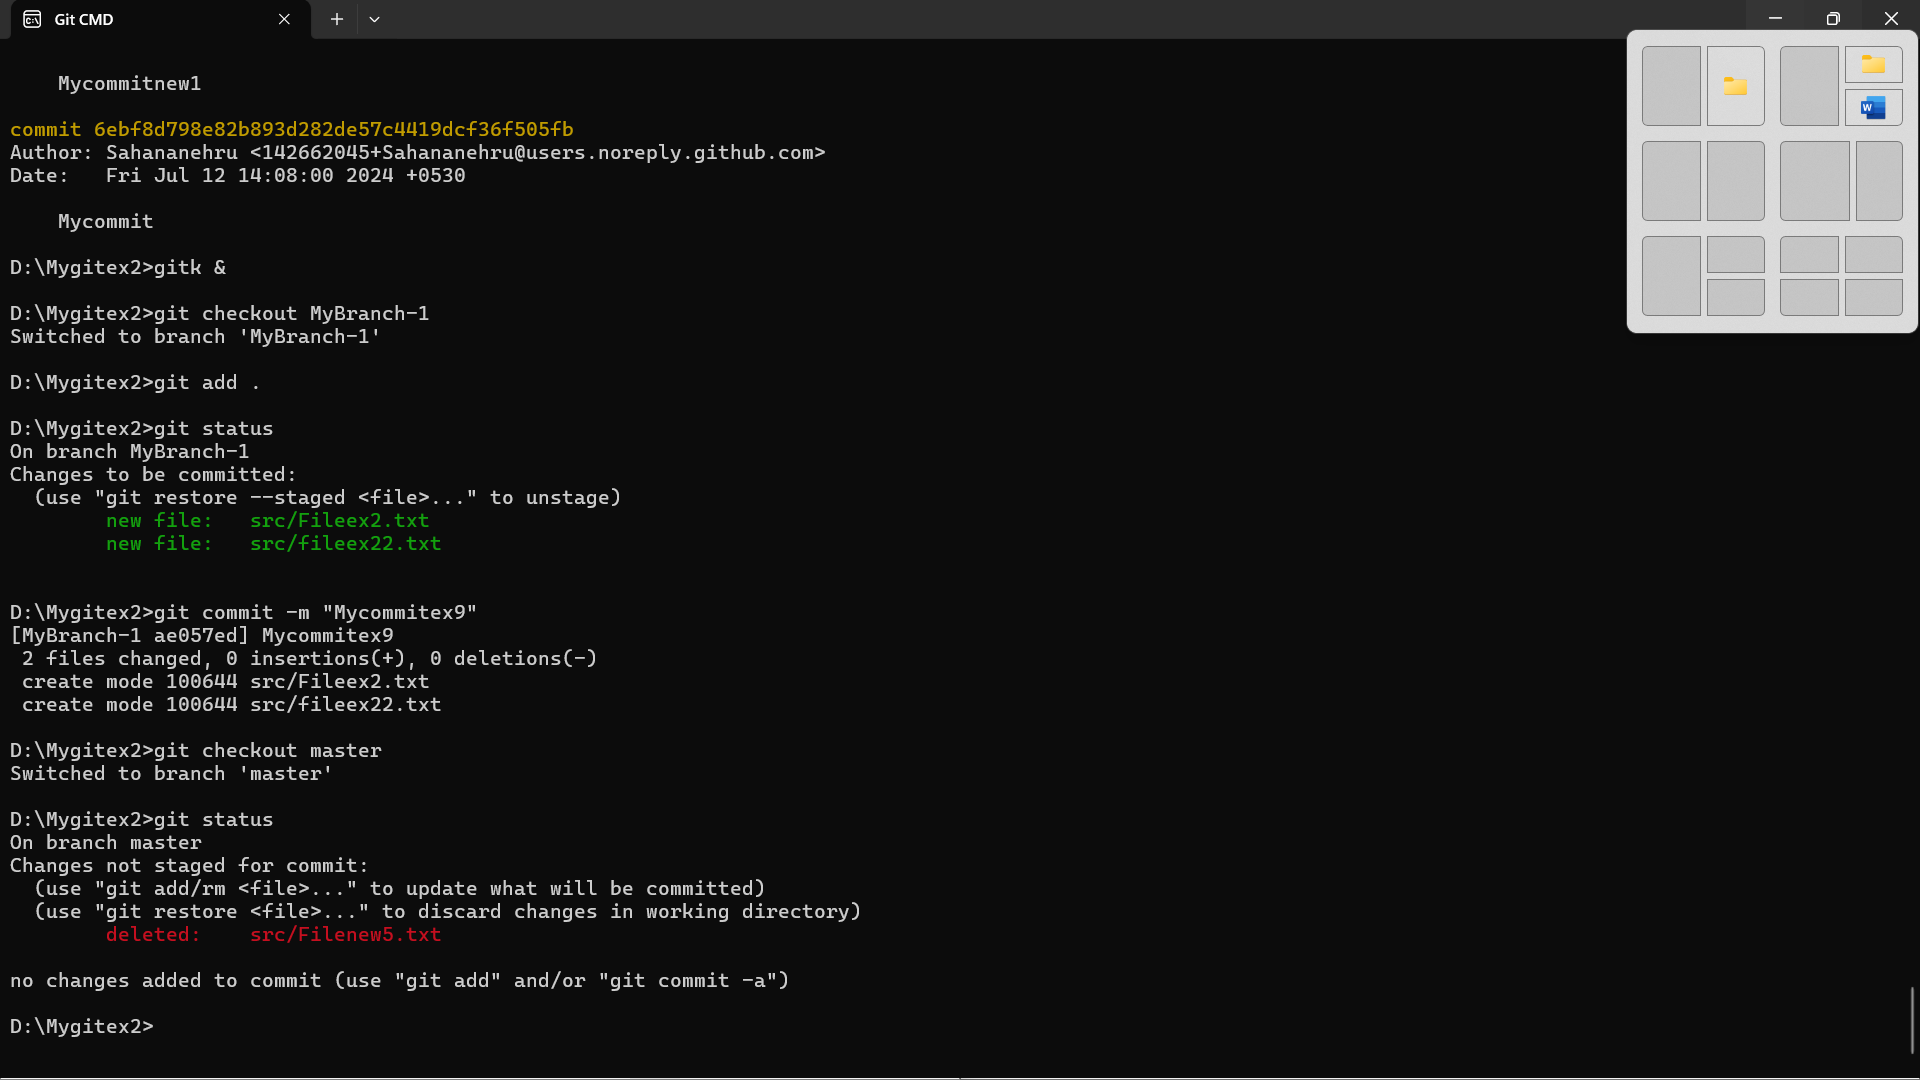 Git CMD
    Mycommitnew1
commit 6ebf8d798e82b893d282de57c4419dcf36f505fb
Author: Sahananehru <142662045+Sahananehru@users.noreply.github.com>
Date:   Fri Jul 12 14:08:00 2024 +0530
    Mycommit
D:\Mygitex2>gitk &
D:\Mygitex2>git checkout MyBranch-1
Switched to branch 'MyBranch-1'
D:\Mygitex2>git add .
D:\Mygitex2>git status
On branch MyBranch-1
Changes to be committed:
  (use "git restore --staged <file>..." to unstage)
        new file:   src/Fileex2.txt
        new file:   src/fileex22.txt
D:\Mygitex2>git commit -m "Mycommitex9"
[MyBranch-1 ae057ed] Mycommitex9
 2 files changed, 0 insertions(+), 0 deletions(-)
 create mode 100644 src/Fileex2.txt
 create mode 100644 src/fileex22.txt
D:\Mygitex2>git checkout master
Switched to branch 'master'
D:\Mygitex2>git status
On branch master
Changes not staged for commit:
  (use "git add/rm <file>..." to update what will be committed)
  (use "git restore <file>..." to discard changes in working directory)
        deleted:    src/Filenew5.txt
no changes added to commit (use "git add" and/or "git commit -a")
D:\Mygitex2>
W